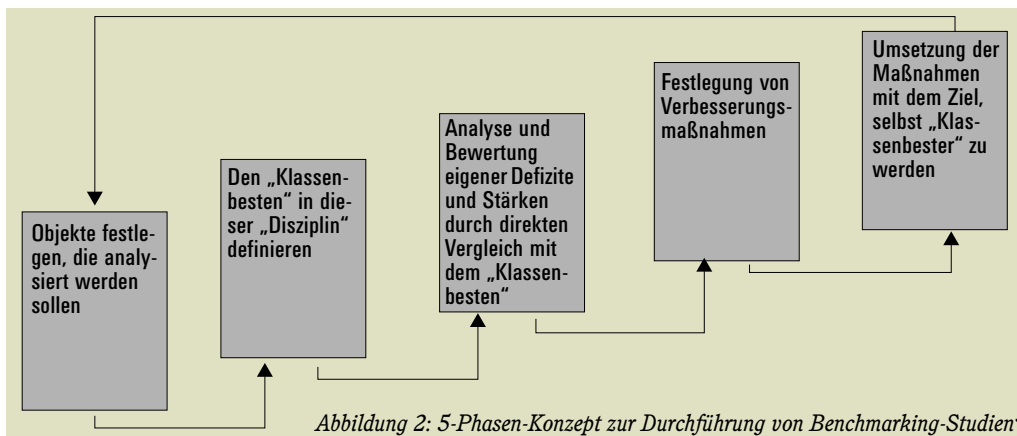 Objekte festle-
gen, die analy-
siert werden
sollen
Den „Klassen-
besten“ in die-
ser „Disziplin“
definieren
Analyse und
Bewertung
eigener Defizite
und Stärken
durch direkten
Vergleich mit
dem „Klassen-
besten“
Festlegung von
Verbesserungs-
maßnahmen
Umsetzung der
Maßnahmen
mit dem Ziel,
selbst „Klas-
senbester“ zu
werden
Abbildung 2: 5-Phasen-Konzept zur Durchführung von Benchmarking-Studien